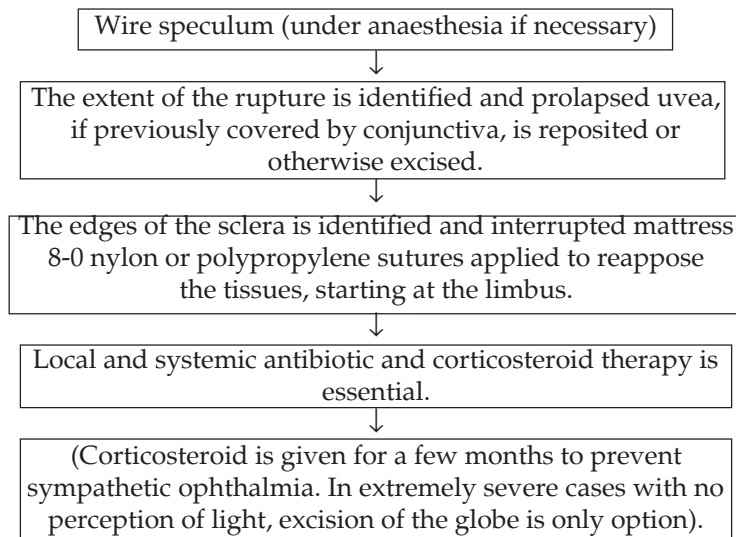 Wire speculum (under anaesthesia if necessary)
↓
The extent of the rupture is identified and prolapsed uvea,
if previously covered by conjunctiva, is reposited or
otherwise excised.
↓
The edges of the sclera is identified and interrupted mattress
8-0 nylon or polypropylene sutures applied to reappose
the tissues, starting at the limbus.
↓
Local and systemic antibiotic and corticosteroid therapy is
essential.
↓
(Corticosteroid is given for a few months to prevent
sympathetic ophthalmia. In extremely severe cases with no
perception of light, excision of the globe is only option).